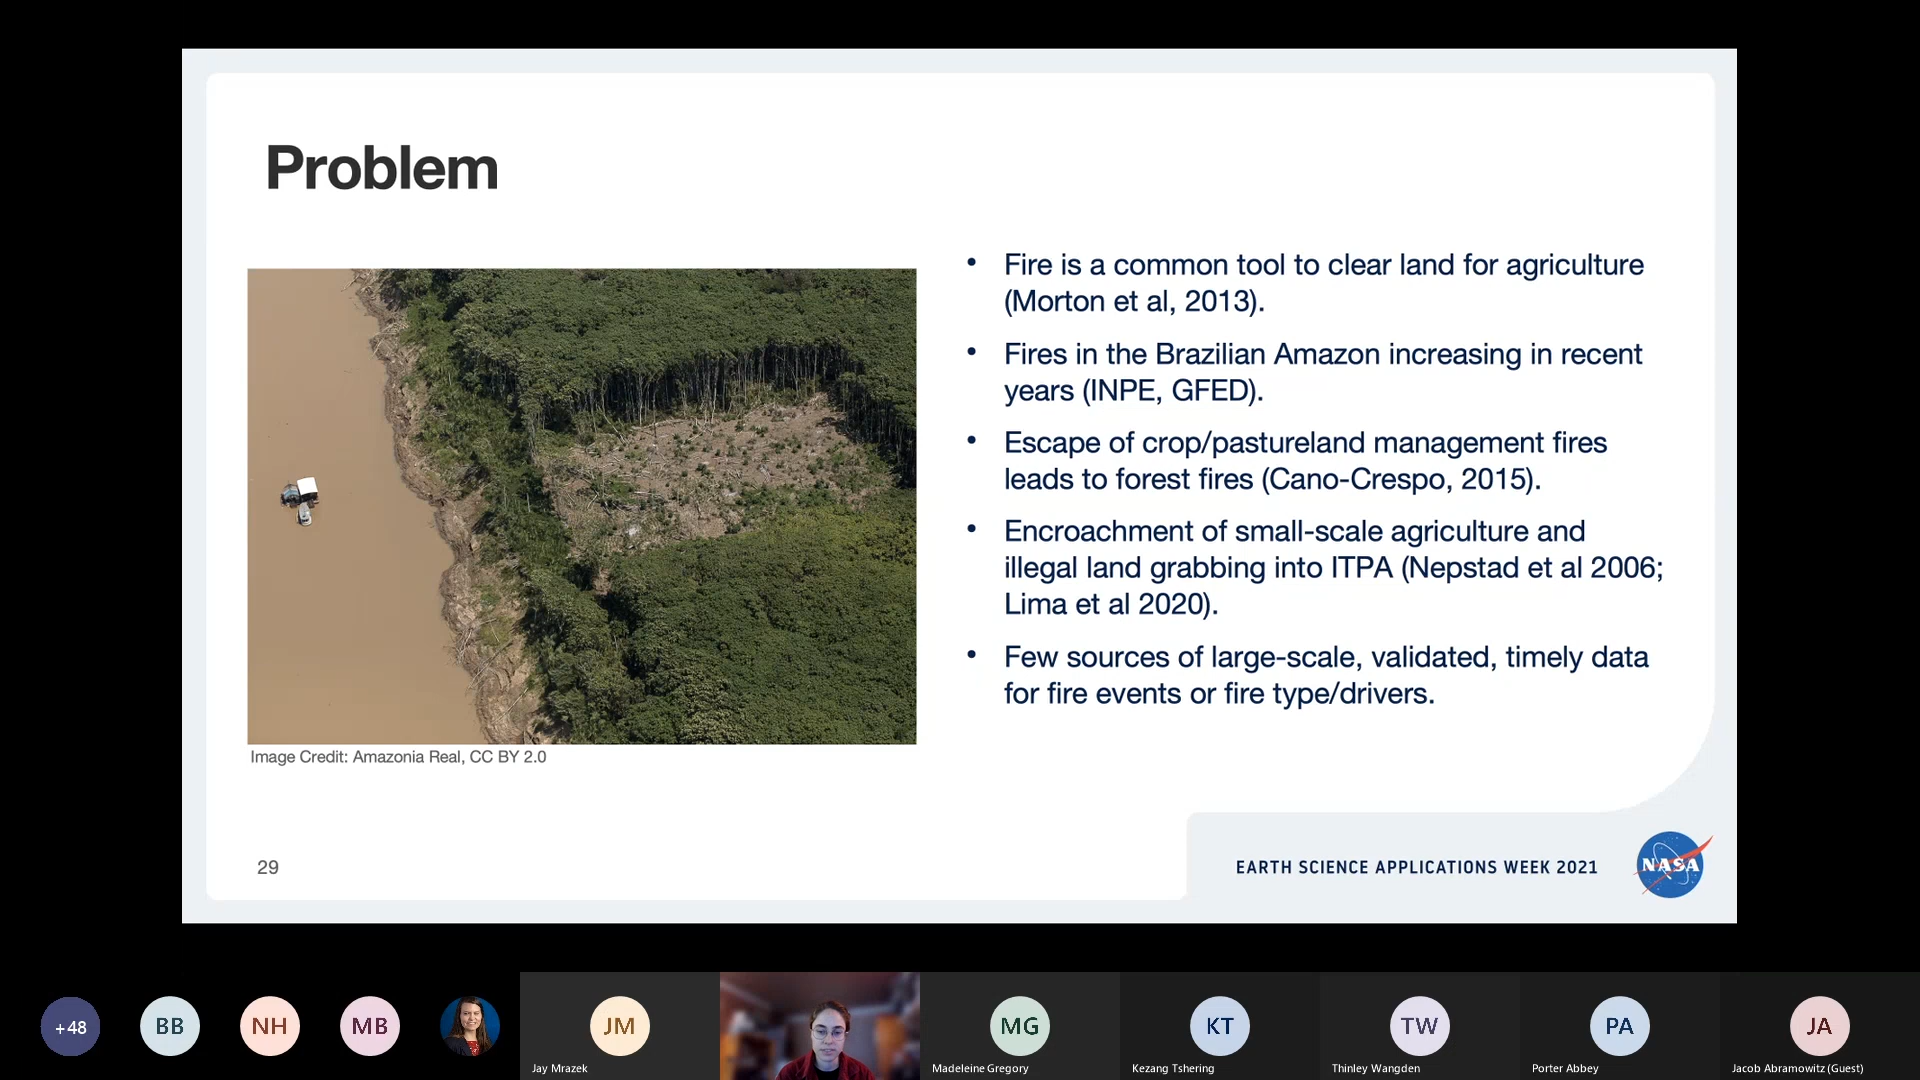 Problem
Fire is a common tool to clear land for agriculture
(Morton et al, 2013).
Fires in the Brazilian Amazon increasing in recent
years (INPE, GFED).
Escape of crop/pastureland management fires
leads to forest fires (Cano-Crespo, 2015).
Encroachment of small-scale agriculture and
illegal land grabbing into ITPA (Nepstad et al 2006;
Lima et al 2020).
Few sources of large-scale, validated, timely data
for fire events or fire type/drivers.
Image Credit: Amazonia Real, CC BY 2.0
29
EARTH SCIENCE APPLICATIONS WEEK 2021
NASA
+48
BB
NH
MB
JM
Jay Mrazek
MG
Madeleine Gregory
KT
Kezang Tshering
TW
Thinley Wangden
PA
Porter Abbey
JA
Jacob Abramowitz (Guest)